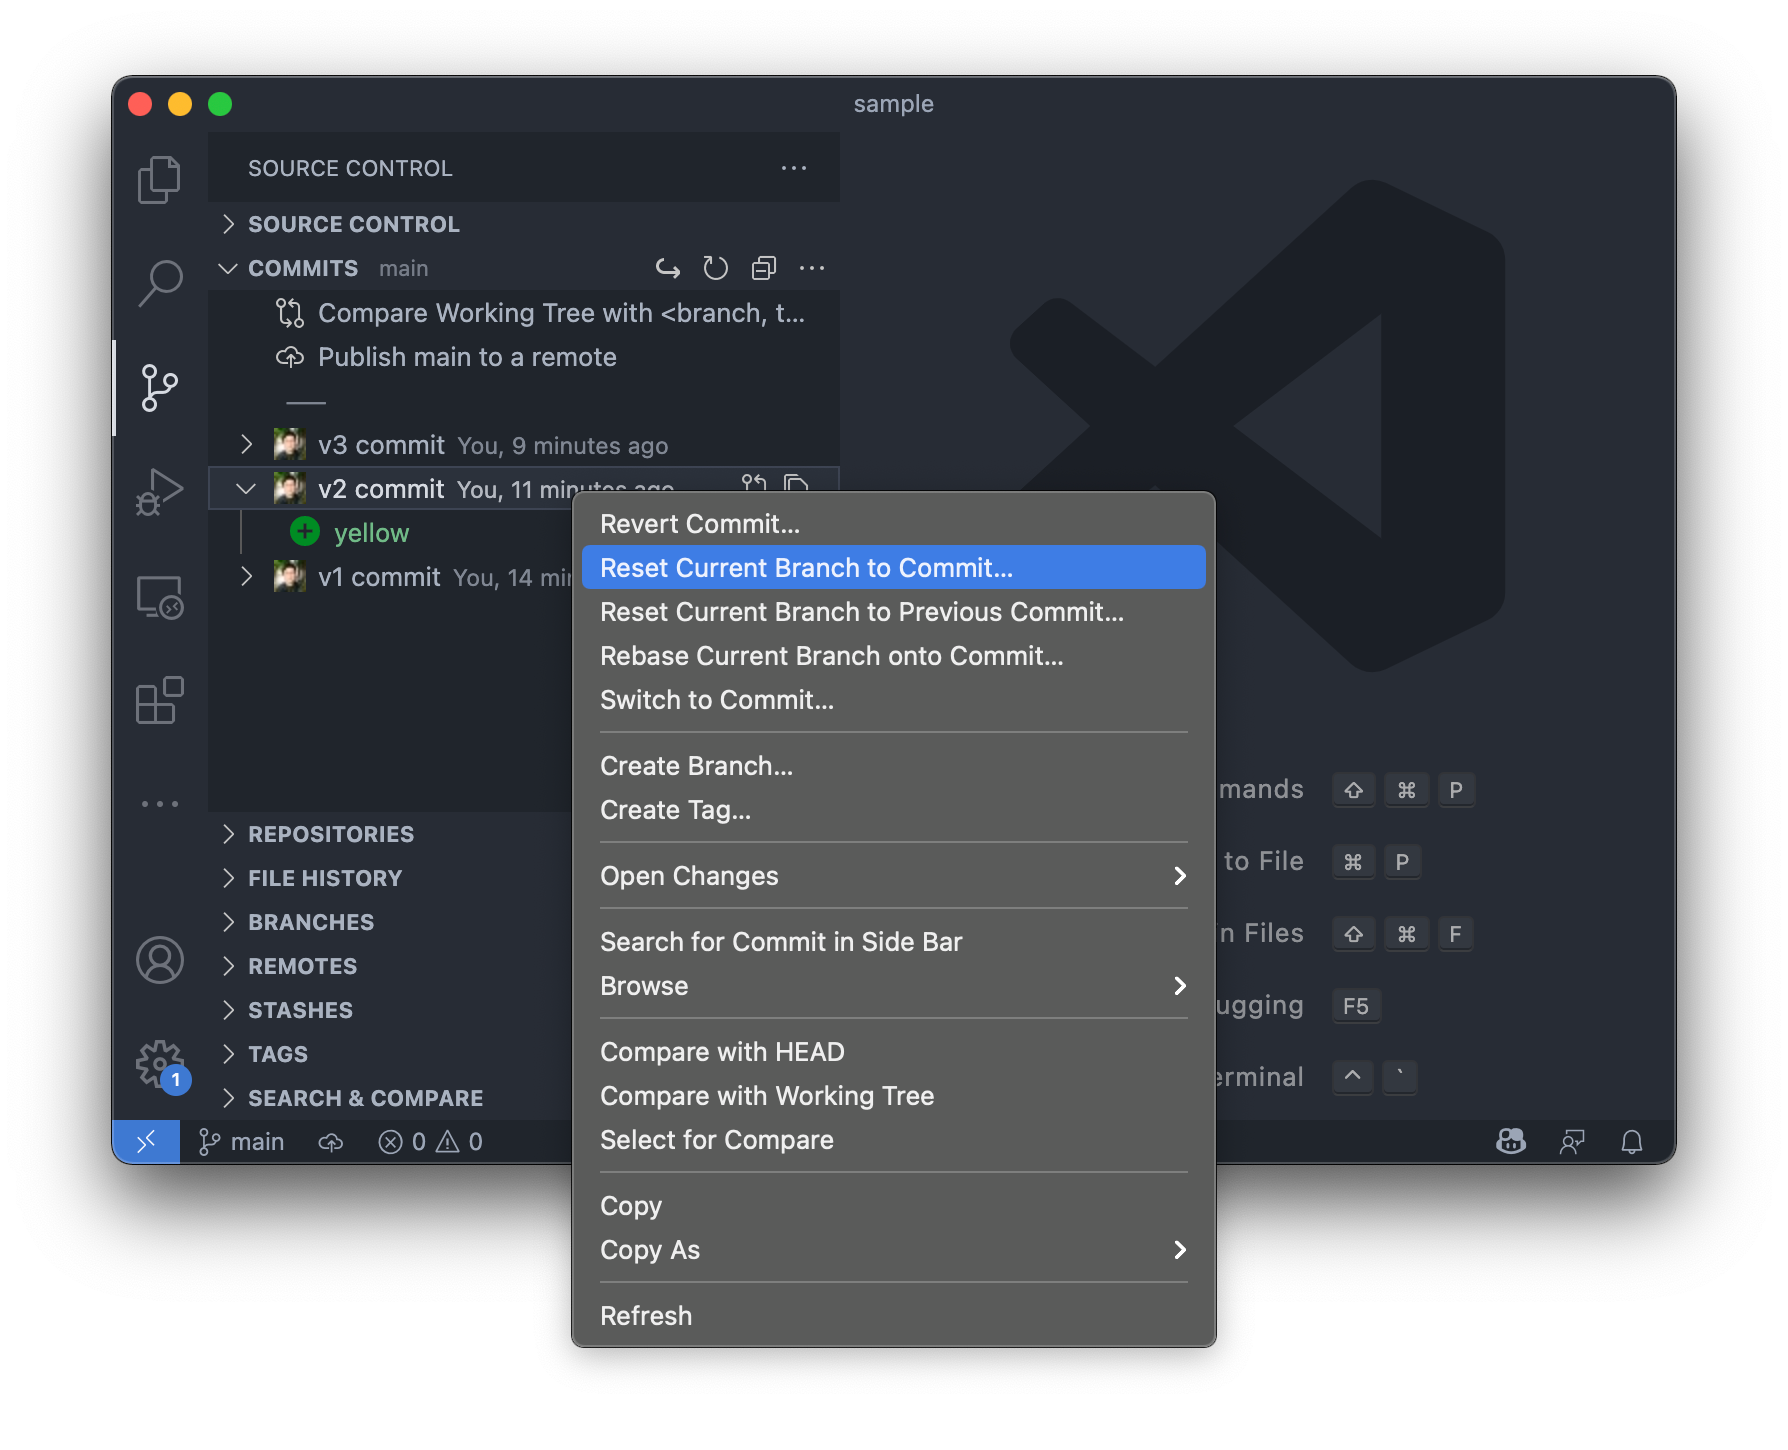 sample
SOURCE CONTROL
SOURCE CONTROL
COMMITS main
Compare Working Tree with <branch, t...
Publish main to a remote
v3 commit You, 9 minutes ago
v2 commit You, 11 minutes ago
yellow
v1 commit You, 14 min
REPOSITORIES
FILE HISTORY
BRANCHES
REMOTES
STASHES
TAGS
SEARCH & COMPARE
1
main 0 0
Revert Commit...
Reset Current Branch to Commit...
Reset Current Branch to Previous Commit...
Rebase Current Branch onto Commit...
Switch to Commit...
Create Branch...
Create Tag...
Open Changes
Search for Commit in Side Bar
Browse
Compare with HEAD
Compare with Working Tree
Select for Compare
Copy
Copy As
Refresh
mands ⇧ ⌘ P
to File ⌘ P
in Files ⇧ ⌘ F
ugging F5
erminal ^ `